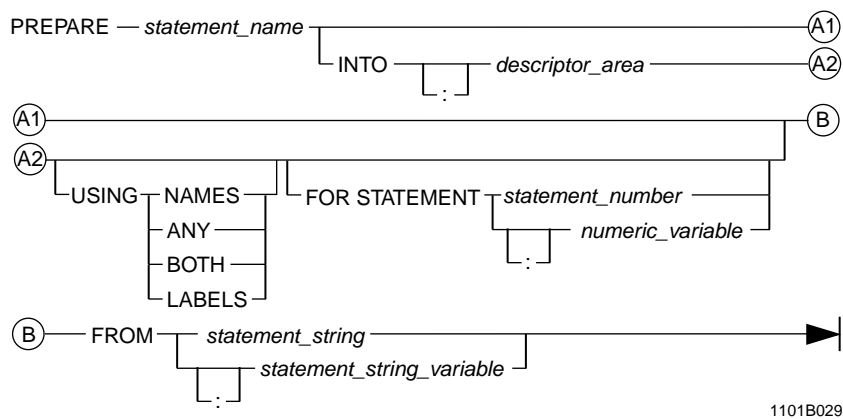 PREPARE statement_name A1
INTO : descriptor_area A2
A1 B
A2
USING NAMES FOR STATEMENT statement_number
ANY : numeric_variable
BOTH
LABELS
B FROM statement_string
: statement_string_variable
1101B029